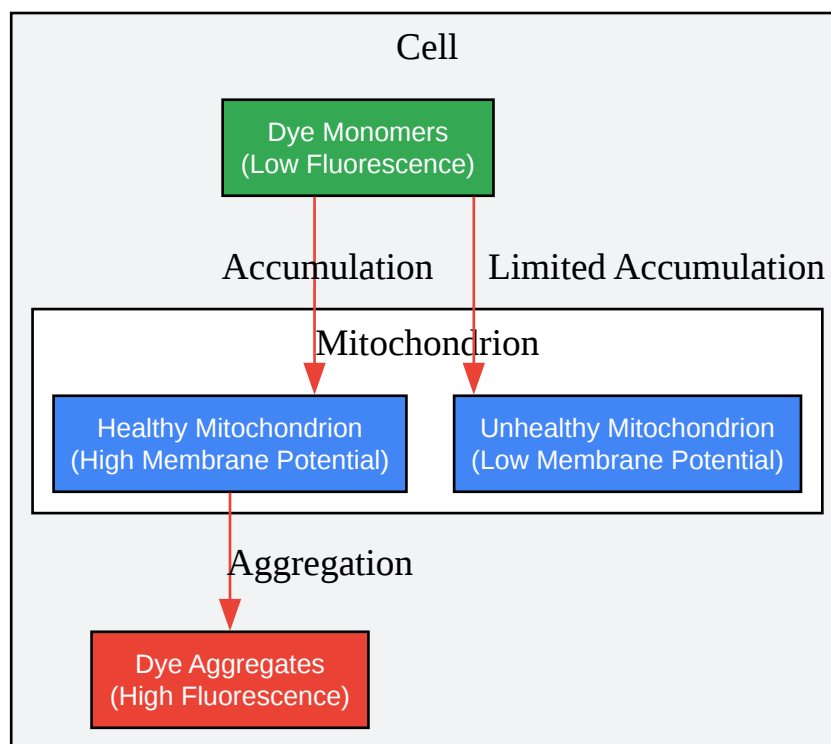 Cell
Dye Monomers
(Low Fluorescence)
Accumulation
Limited Accumulation
Mitochondrion
Healthy Mitochondrion
(High Membrane Potential)
Unhealthy Mitochondrion
(Low Membrane Potential)
Aggregation
Dye Aggregates
(High Fluorescence)